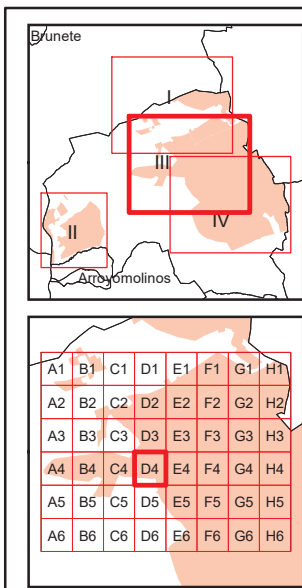 Brunete
I
III
II
IV
Arroyomolinos
A1 B1 C1 D1 E1 F1 G1 H1
A2 B2 C2 D2 E2 F2 G2 H2
A3 B3 C3 D3 E3 F3 G3 H3
A4 B4 C4 D4 E4 F4 G4 H4
A5 B5 C5 D5 E5 F5 G5 H5
A6 B6 C6 D6 E6 F6 G6 H6